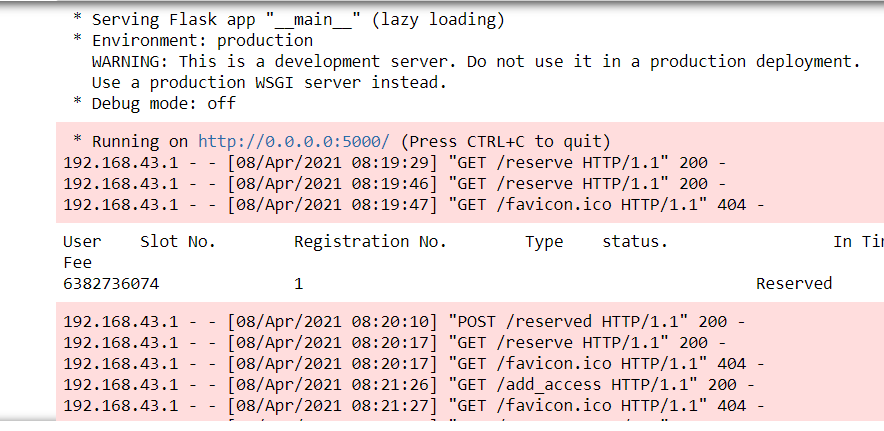 * Serving Flask app "__main__" (lazy loading)
* Environment: production
WARNING: This is a development server. Do not use it in a production deployment.
Use a production WSGI server instead.
* Debug mode: off
* Running on http://0.0.0.0:5000/ (Press CTRL+C to quit)
192.168.43.1 - - [08/Apr/2021 08:19:29] "GET /reserve HTTP/1.1" 200 -
192.168.43.1 - - [08/Apr/2021 08:19:46] "GET /reserve HTTP/1.1" 200 -
192.168.43.1 - - [08/Apr/2021 08:19:47] "GET /favicon.ico HTTP/1.1" 404 -
User Slot No. Registration No. Type status. In
Fee
6382736074 1 Reserved
192.168.43.1 - - [08/Apr/2021 08:20:10] "POST /reserved HTTP/1.1" 200 -
192.168.43.1 - - [08/Apr/2021 08:20:17] "GET /reserve HTTP/1.1" 200 -
192.168.43.1 - - [08/Apr/2021 08:20:17] "GET /favicon.ico HTTP/1.1" 404 -
192.168.43.1 - - [08/Apr/2021 08:21:26] "GET /add_access HTTP/1.1" 200 -
192.168.43.1 - - [08/Apr/2021 08:21:27] "GET /favicon.ico HTTP/1.1" 404 -